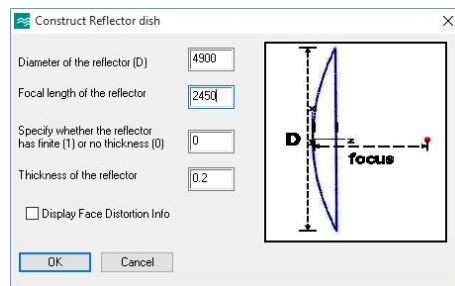 Construct Reflector dish
Diameter of the reflector (D)
4900
Focal length of the reflector
2450
Specify whether the reflector
has finite (1) or no thickness (0)
0
Thickness of the reflector
0.2
Display Face Distortion Info
OK
Cancel
D
z
focus